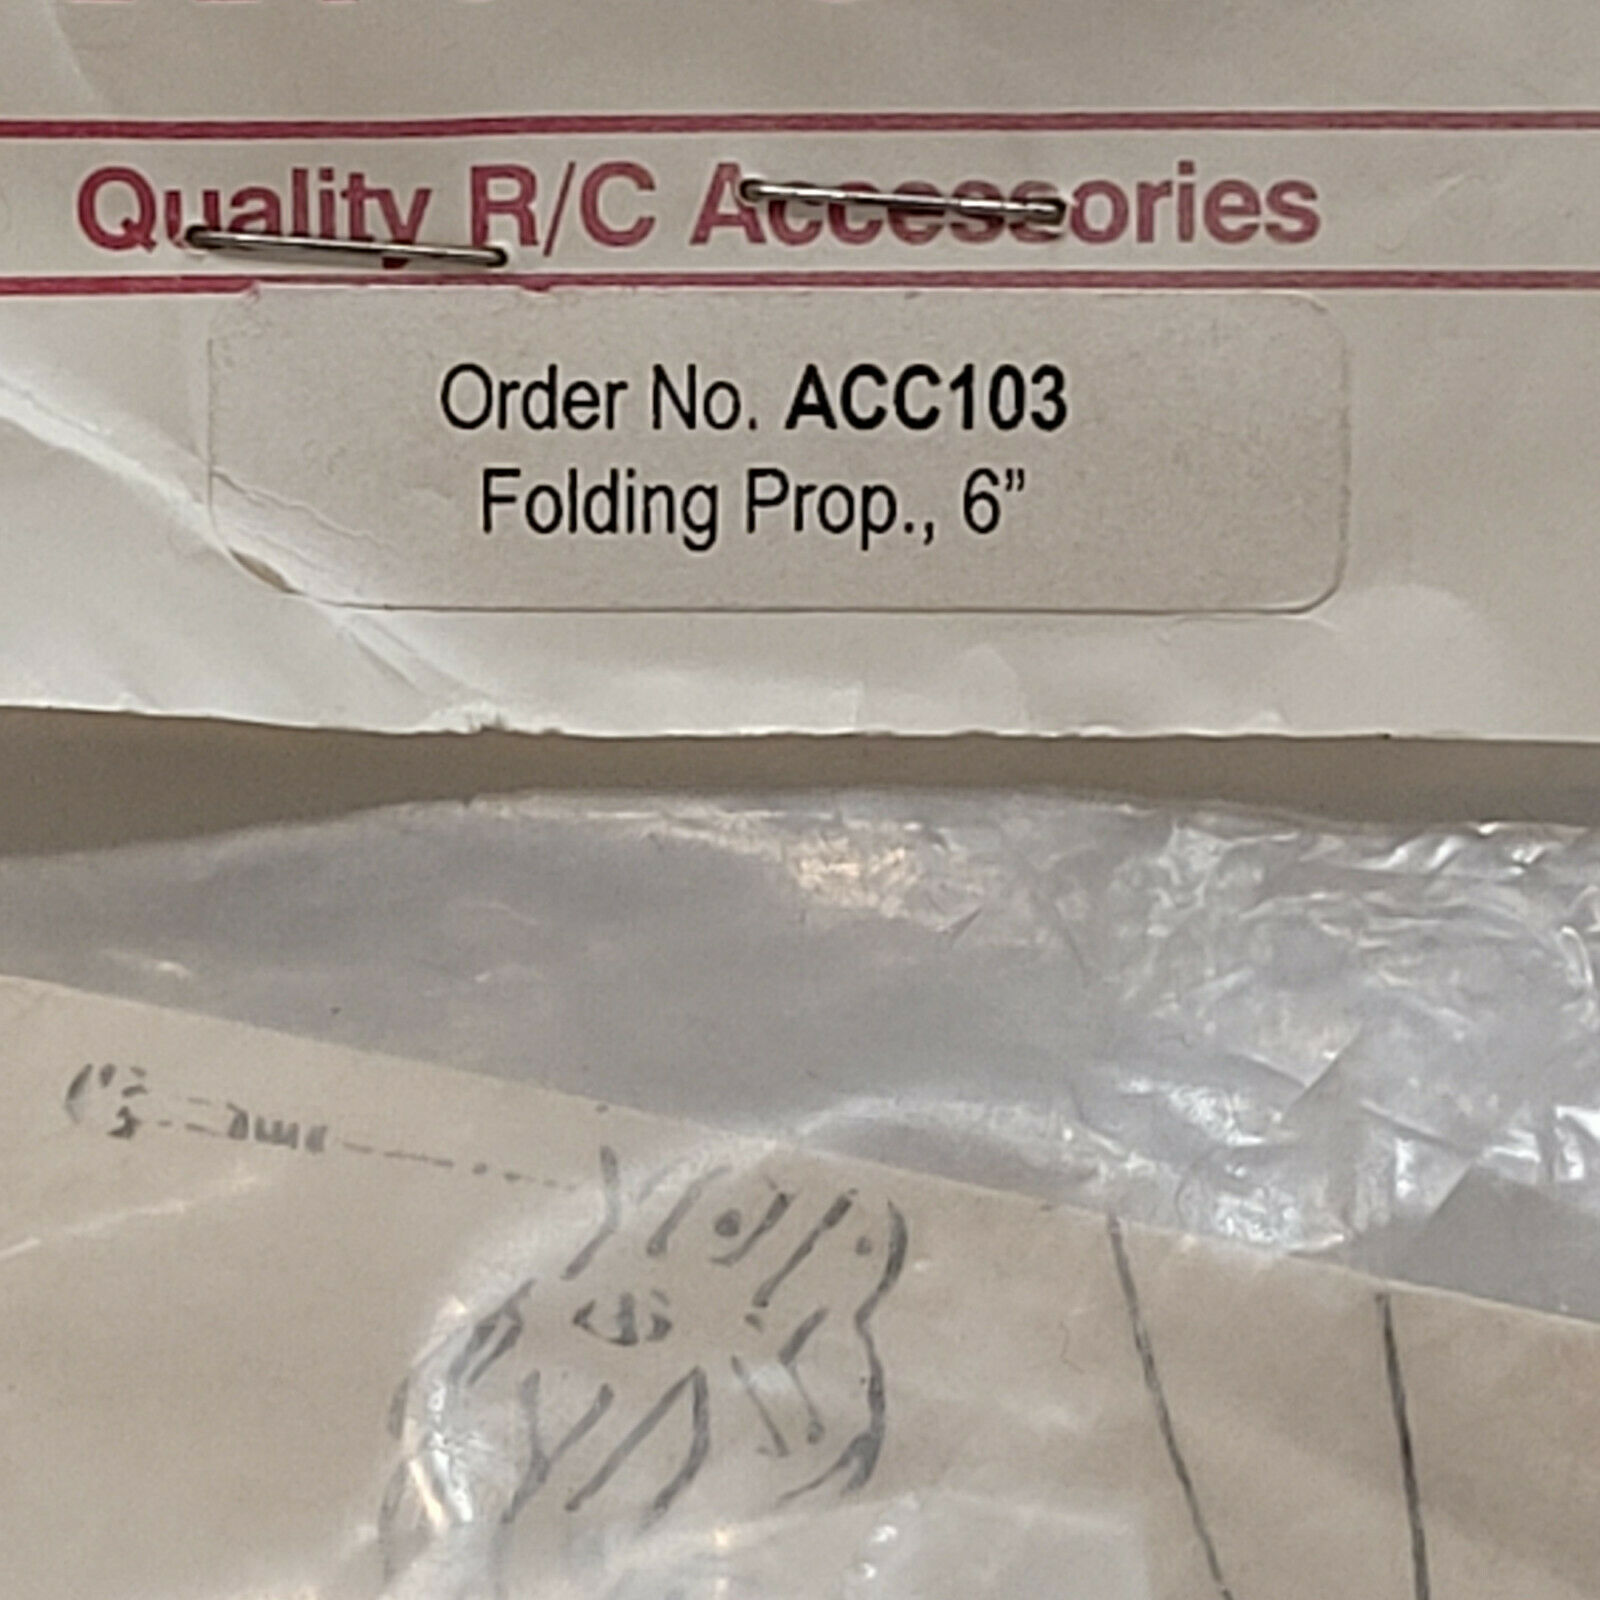 Quality R/C Accessories
Order No. ACC103
Folding Prop., 6”